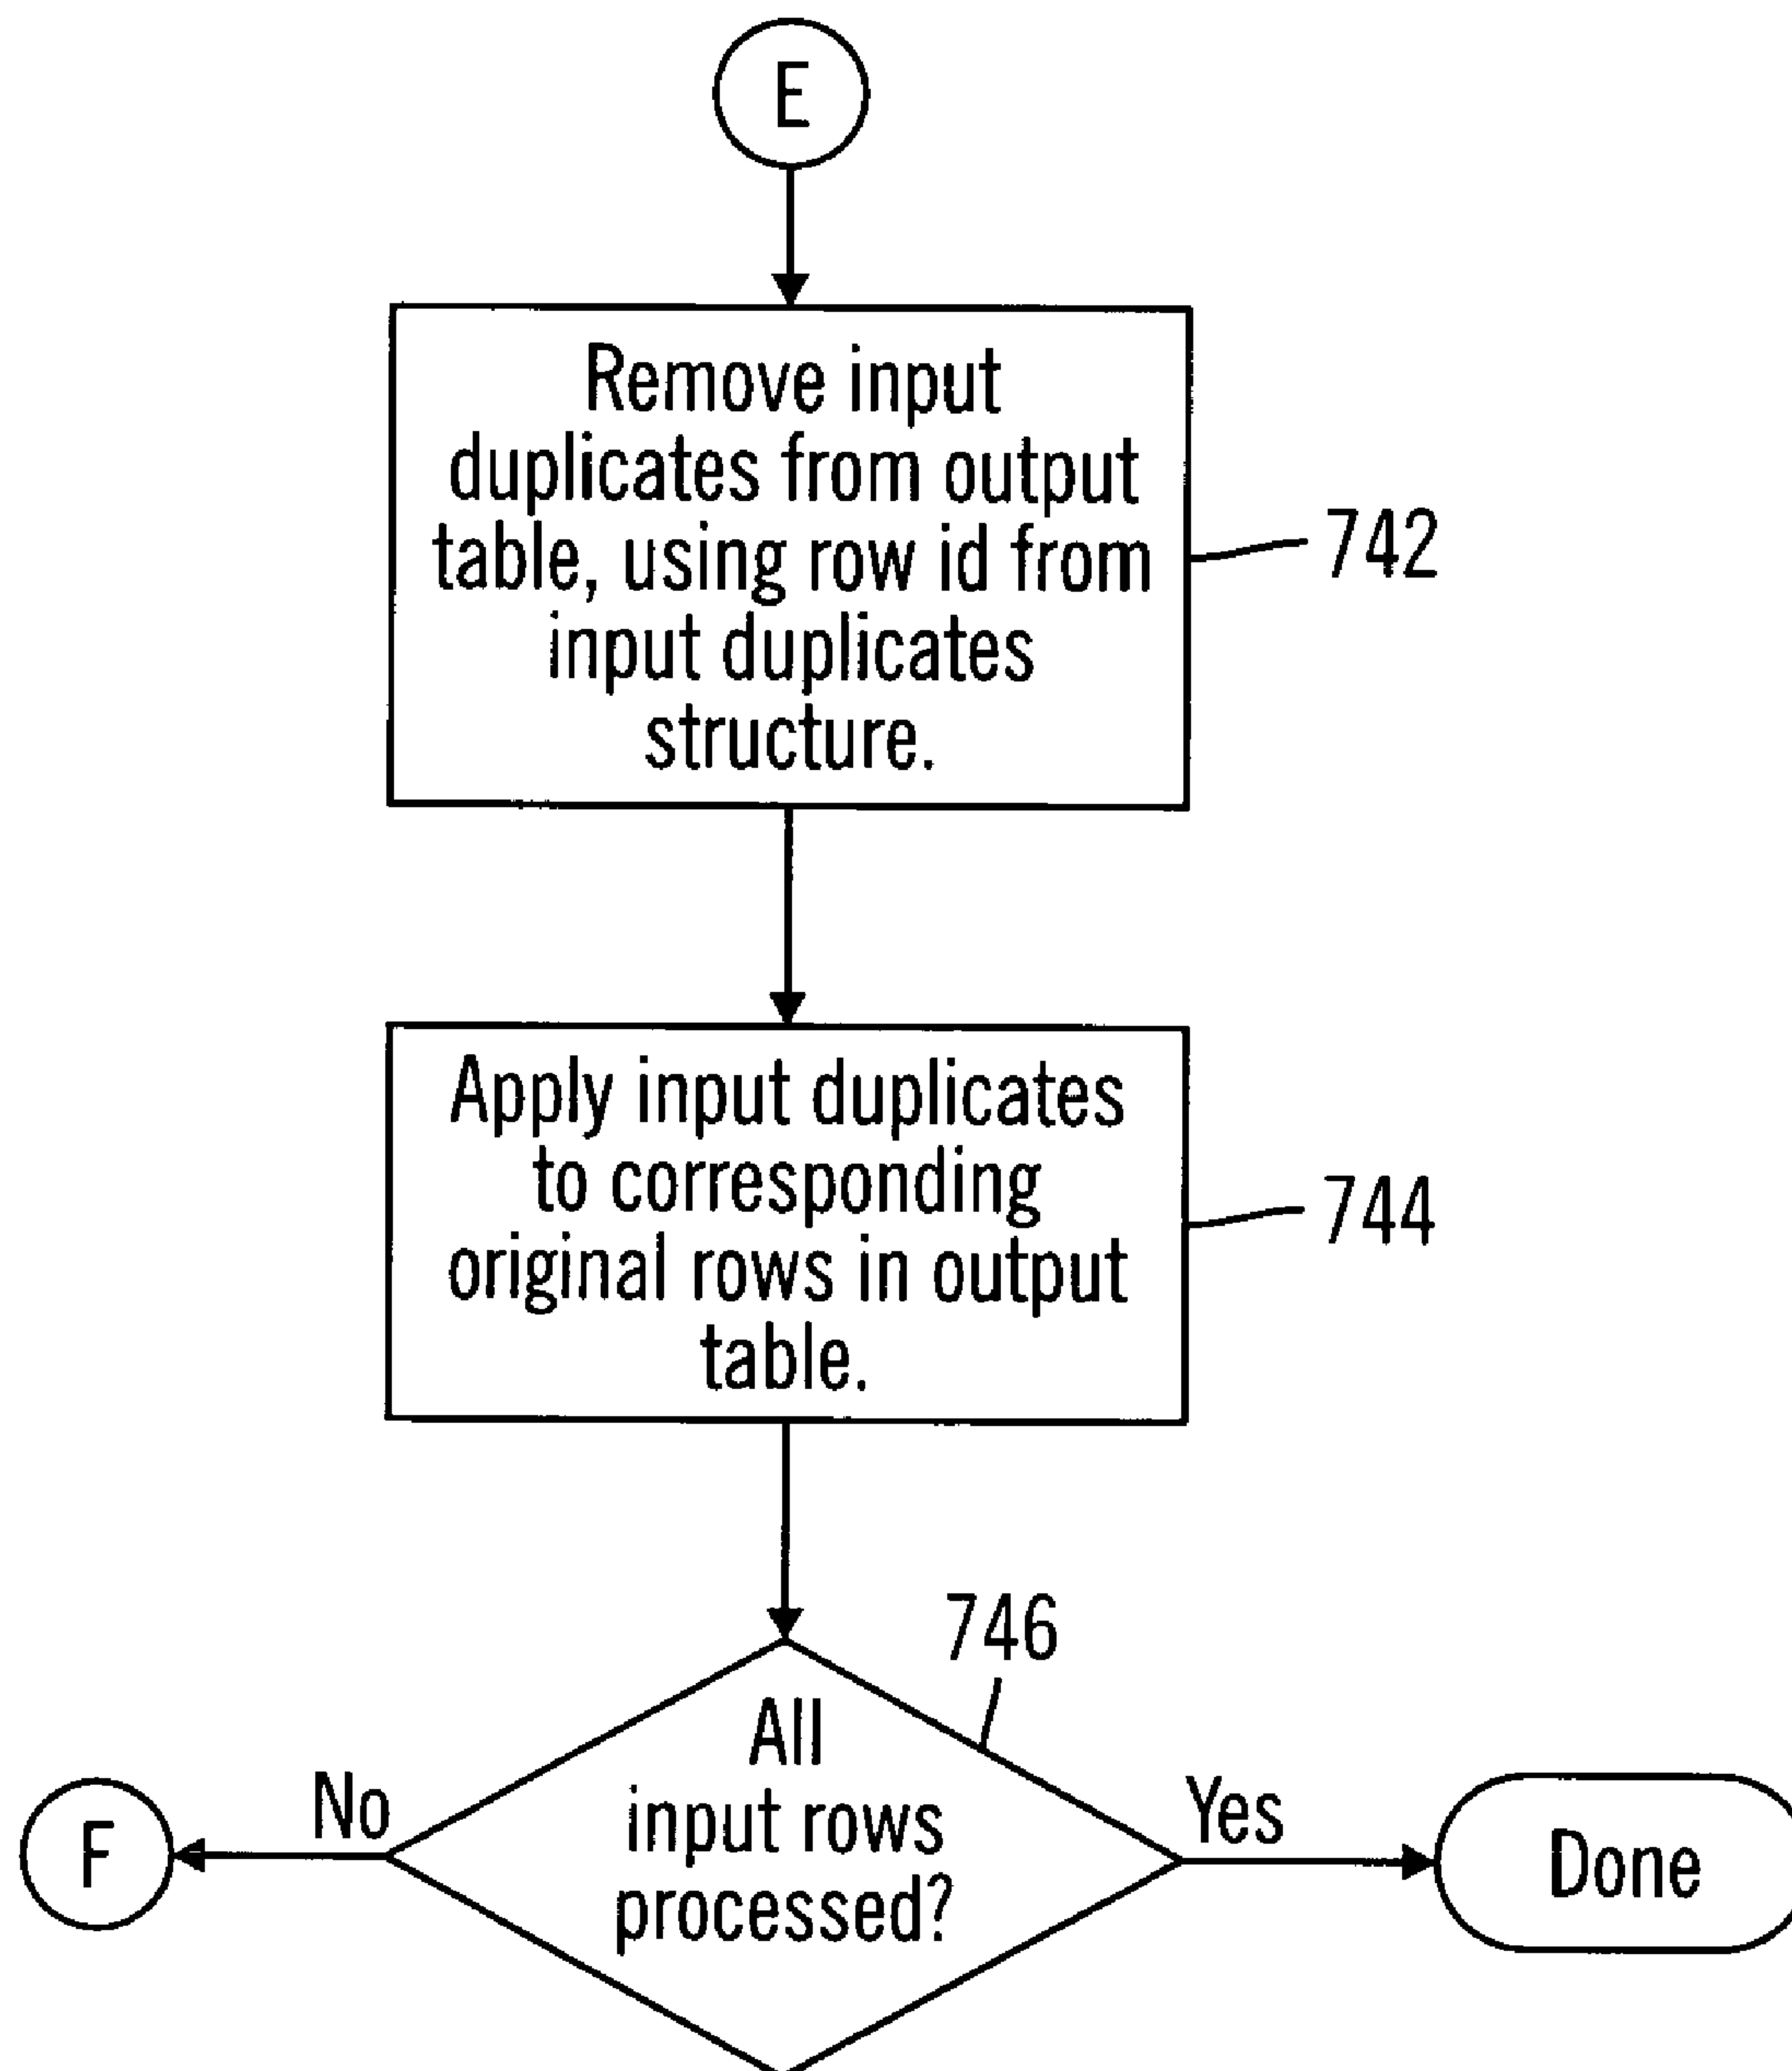 E
Remove input
duplicates from output
table, using row id from
input duplicates
structure.
742
Apply input duplicates
to corresponding
original rows in output
table.
744
746
All
input rows
processed?
No
F
Yes
Done